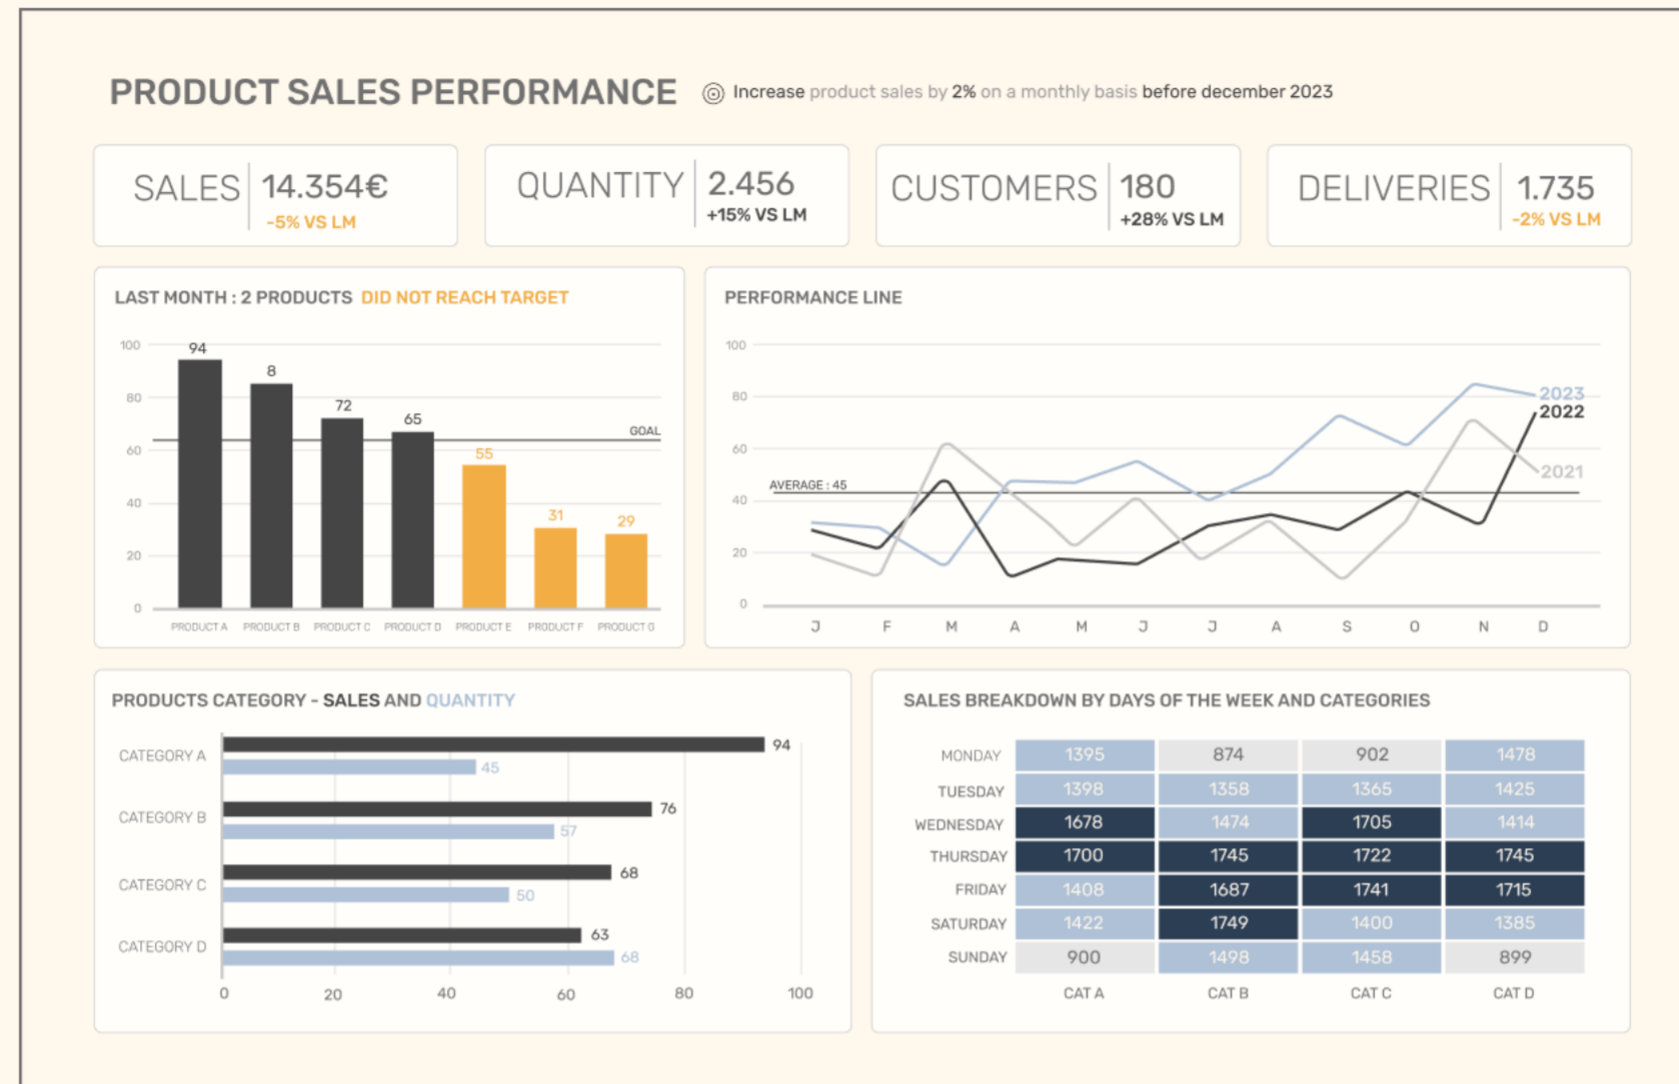 PRODUCT SALES PERFORMANCE Increase product sales by 2% on a monthly basis before december 2023
SALES 14.354€
-5% VS LM
QUANTITY 2.456
+15% VS LM
CUSTOMERS 180
+28% VS LM
DELIVERIES 1.735
-2% VS LM
LAST MONTH : 2 PRODUCTS DID NOT REACH TARGET
100
80
60
40
20
0
94
8
72
65
55
31
29
GOAL
PRODUCT A PRODUCT B PRODUCT C PRODUCT D PRODUCT E PRODUCT F PRODUCT G
PERFORMANCE LINE
100
80
60
40
20
0
AVERAGE : 45
2023
2022
2021
J F M A M J J A S O N D
PRODUCTS CATEGORY - SALES AND QUANTITY
CATEGORY A 94
45
CATEGORY B 76
57
CATEGORY C 68
50
CATEGORY D 63
68
0 20 40 60 80 100
SALES BREAKDOWN BY DAYS OF THE WEEK AND CATEGORIES
MONDAY 1395 874 902 1478
TUESDAY 1398 1358 1365 1425
WEDNESDAY 1678 1474 1705 1414
THURSDAY 1700 1745 1722 1745
FRIDAY 1408 1687 1741 1715
SATURDAY 1422 1749 1400 1385
SUNDAY 900 1498 1458 899
CAT A CAT B CAT C CAT D